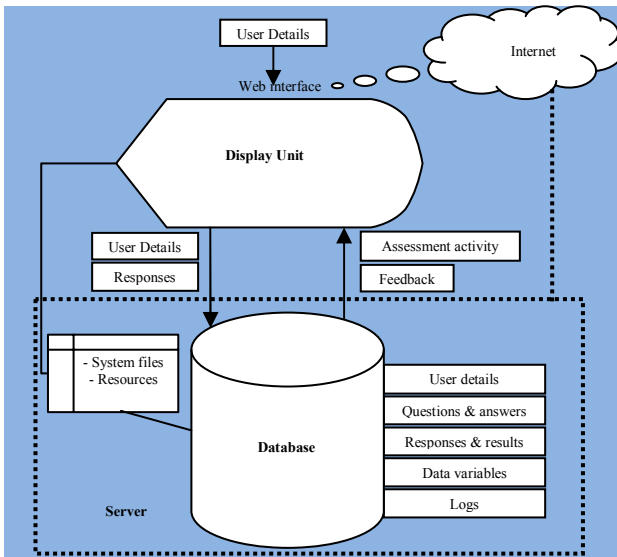 User Details
Internet
Web interface
Display Unit
User Details
Responses
Assessment activity
Feedback
- System files
- Resources
Database
User details
Questions & answers
Responses & results
Data variables
Logs
Server